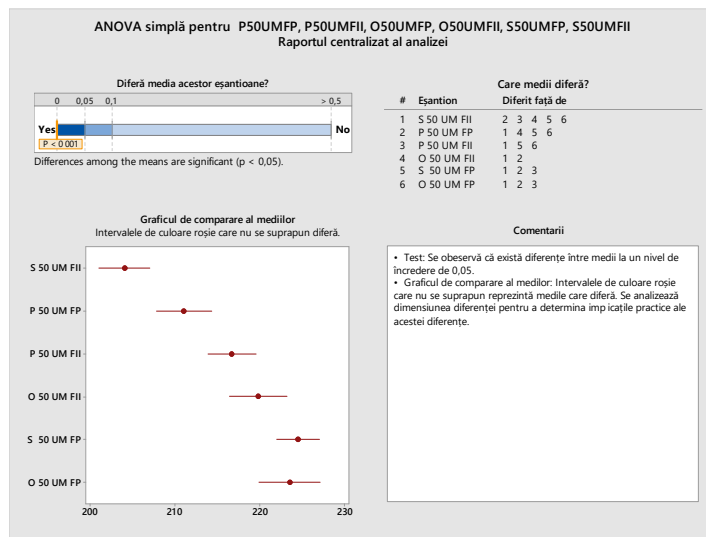 ANOVA simplă pentru P50UMFP, P50UMFII, O50UMFP, O50UMFII, S50UMFP, S50UMFII
Raportul centralizat al analizei
Diferă media acestor eșantioane?
0 0,05 0,1 > 0,5
Yes No
P < 0 001
Differences among the means are significant (p < 0,05).
Care medii diferă?
# Eșantion Diferit față de
1 S 50 UM FII 2 3 4 5 6
2 P 50 UM FP 1 4 5 6
3 P 50 UM FII 1 5 6
4 O 50 UM FII 1 2
5 S 50 UM FP 1 2 3
6 O 50 UM FP 1 2 3
Graficul de comparare al mediilor
Intervalele de culoare roșie care nu se suprapun diferă.
S 50 UM FII
P 50 UM FP
P 50 UM FII
O 50 UM FII
S 50 UM FP
O 50 UM FP
200 210 220 230
Comentarii
• Test: Se obeservă că există diferențe între medii la un nivel de
încredere de 0,05.
• Graficul de comparare al medilor: Intervalele de culoare roșie
care nu se suprapun reprezintă medile care diferă. Se analizează
dimensiunea diferenței pentru a determina imp icațile practice ale
acestei diferențe.